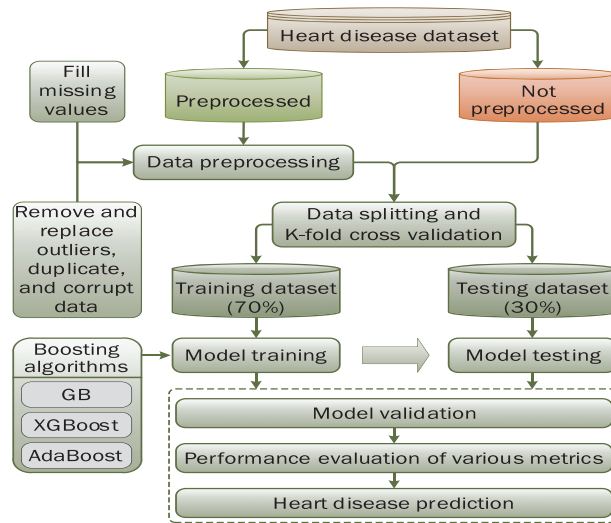 Heart disease dataset
Fill
missing
values
Preprocessed
Not
preprocessed
Data preprocessing
Remove and
replace
outliers,
duplicate,
and corrupt
data
Data splitting and
K-fold cross validation
Training dataset
(70%)
Testing dataset
(30%)
Boosting
algorithms
GB
XGBoost
AdaBoost
Model training
Model testing
Model validation
Performance evaluation of various metrics
Heart disease prediction